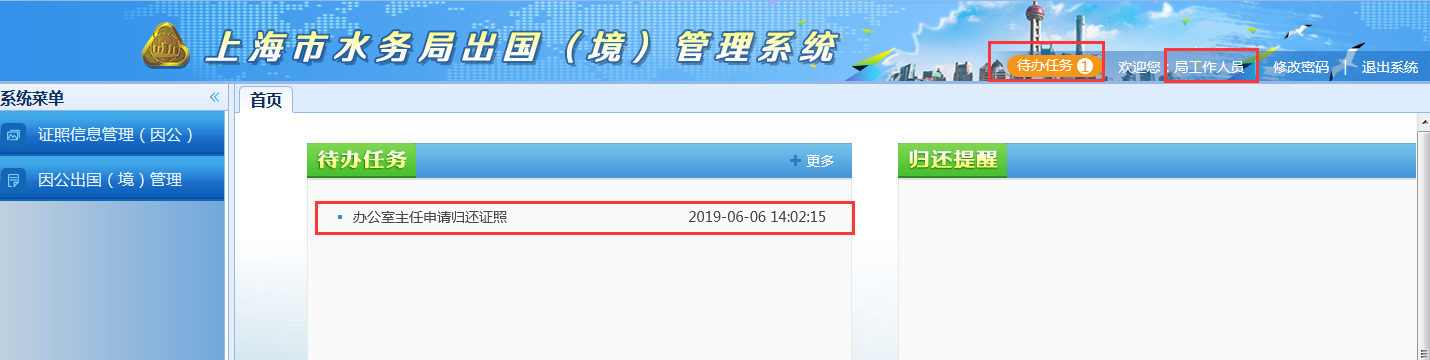 上海市水务局出国（境）管理系统
待办任务 1 欢迎您：局工作人员 修改密码 | 退出系统
系统菜单 «
首页
证照信息管理（因公）
因公出国（境）管理
待办任务
+ 更多
办公室主任申请归还证照 2019-06-06 14:02:15
归还提醒